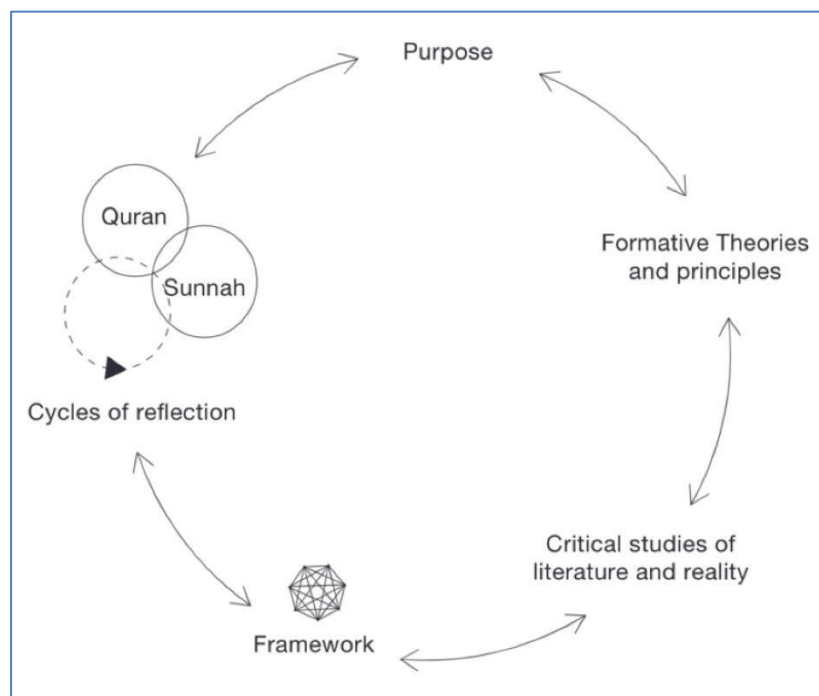 Purpose
Quran
Sunnah
Formative Theories
and principles
Cycles of reflection
Critical studies of
literature and reality
Framework